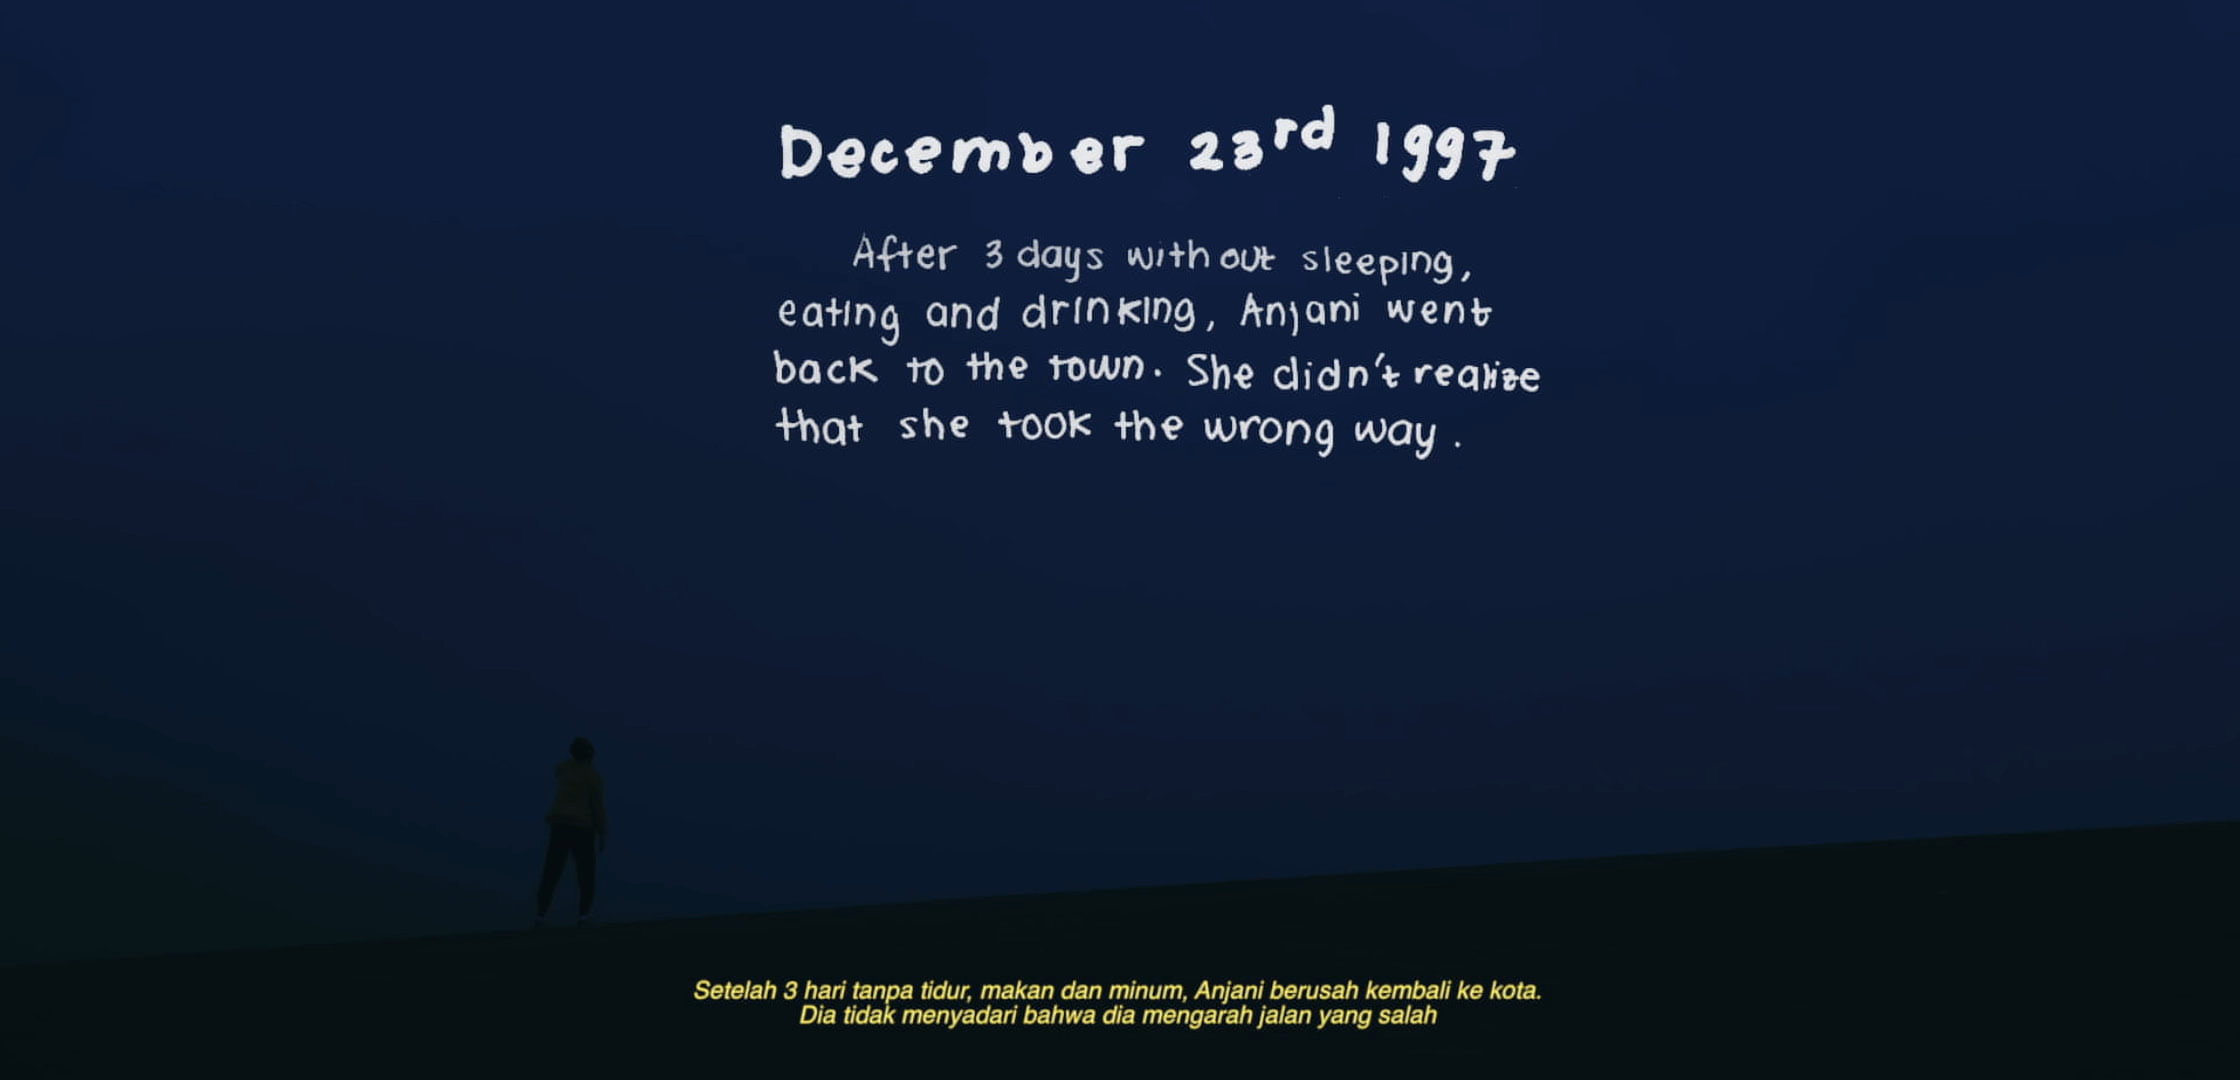 December 23rd 1997
After 3 days without sleeping,
eating and drinking, Anjani went
back to the town. She didn't realize
that she took the wrong way.
Setelah 3 hari tanpa tidur, makan dan minum, Anjani berusah kembali ke kota.
Dia tidak menyadari bahwa dia mengarah jalan yang salah